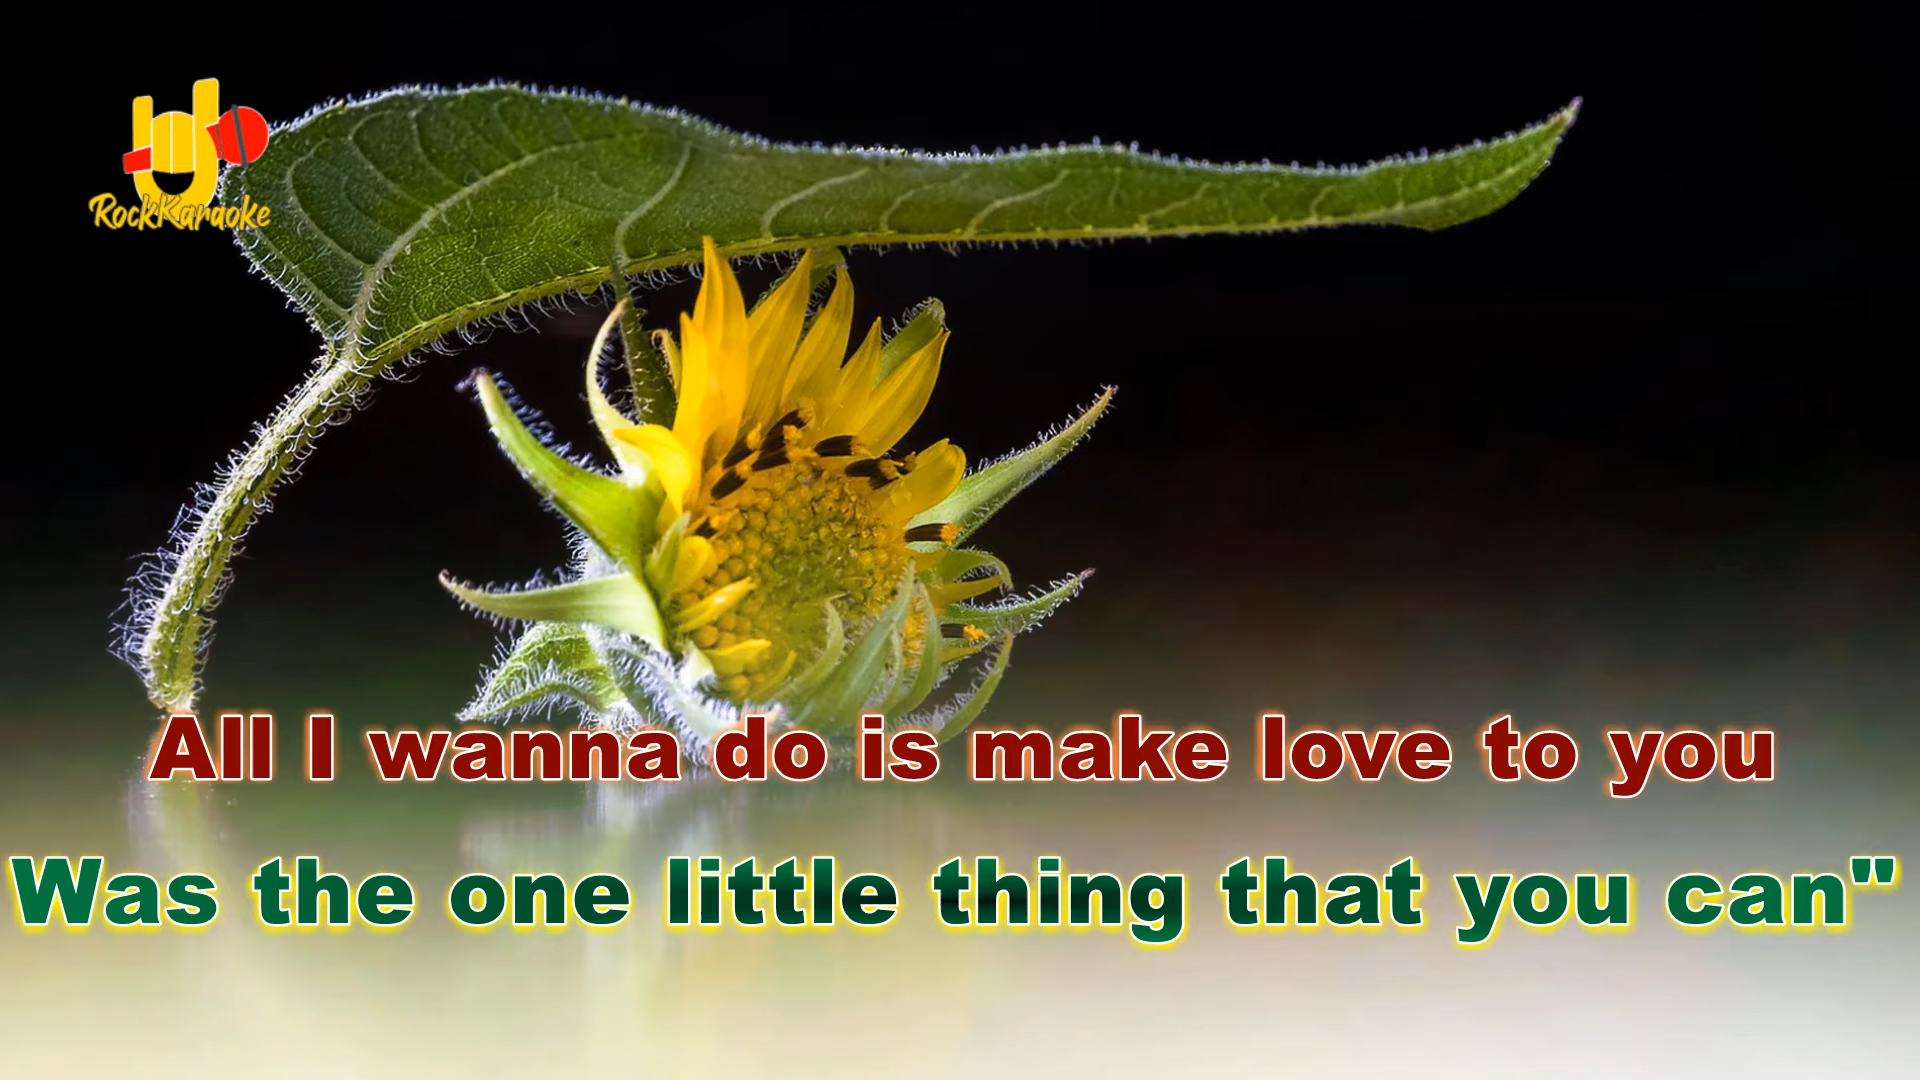 RockKaraoke
All I wanna do is make love to you
Was the one little thing that you can"